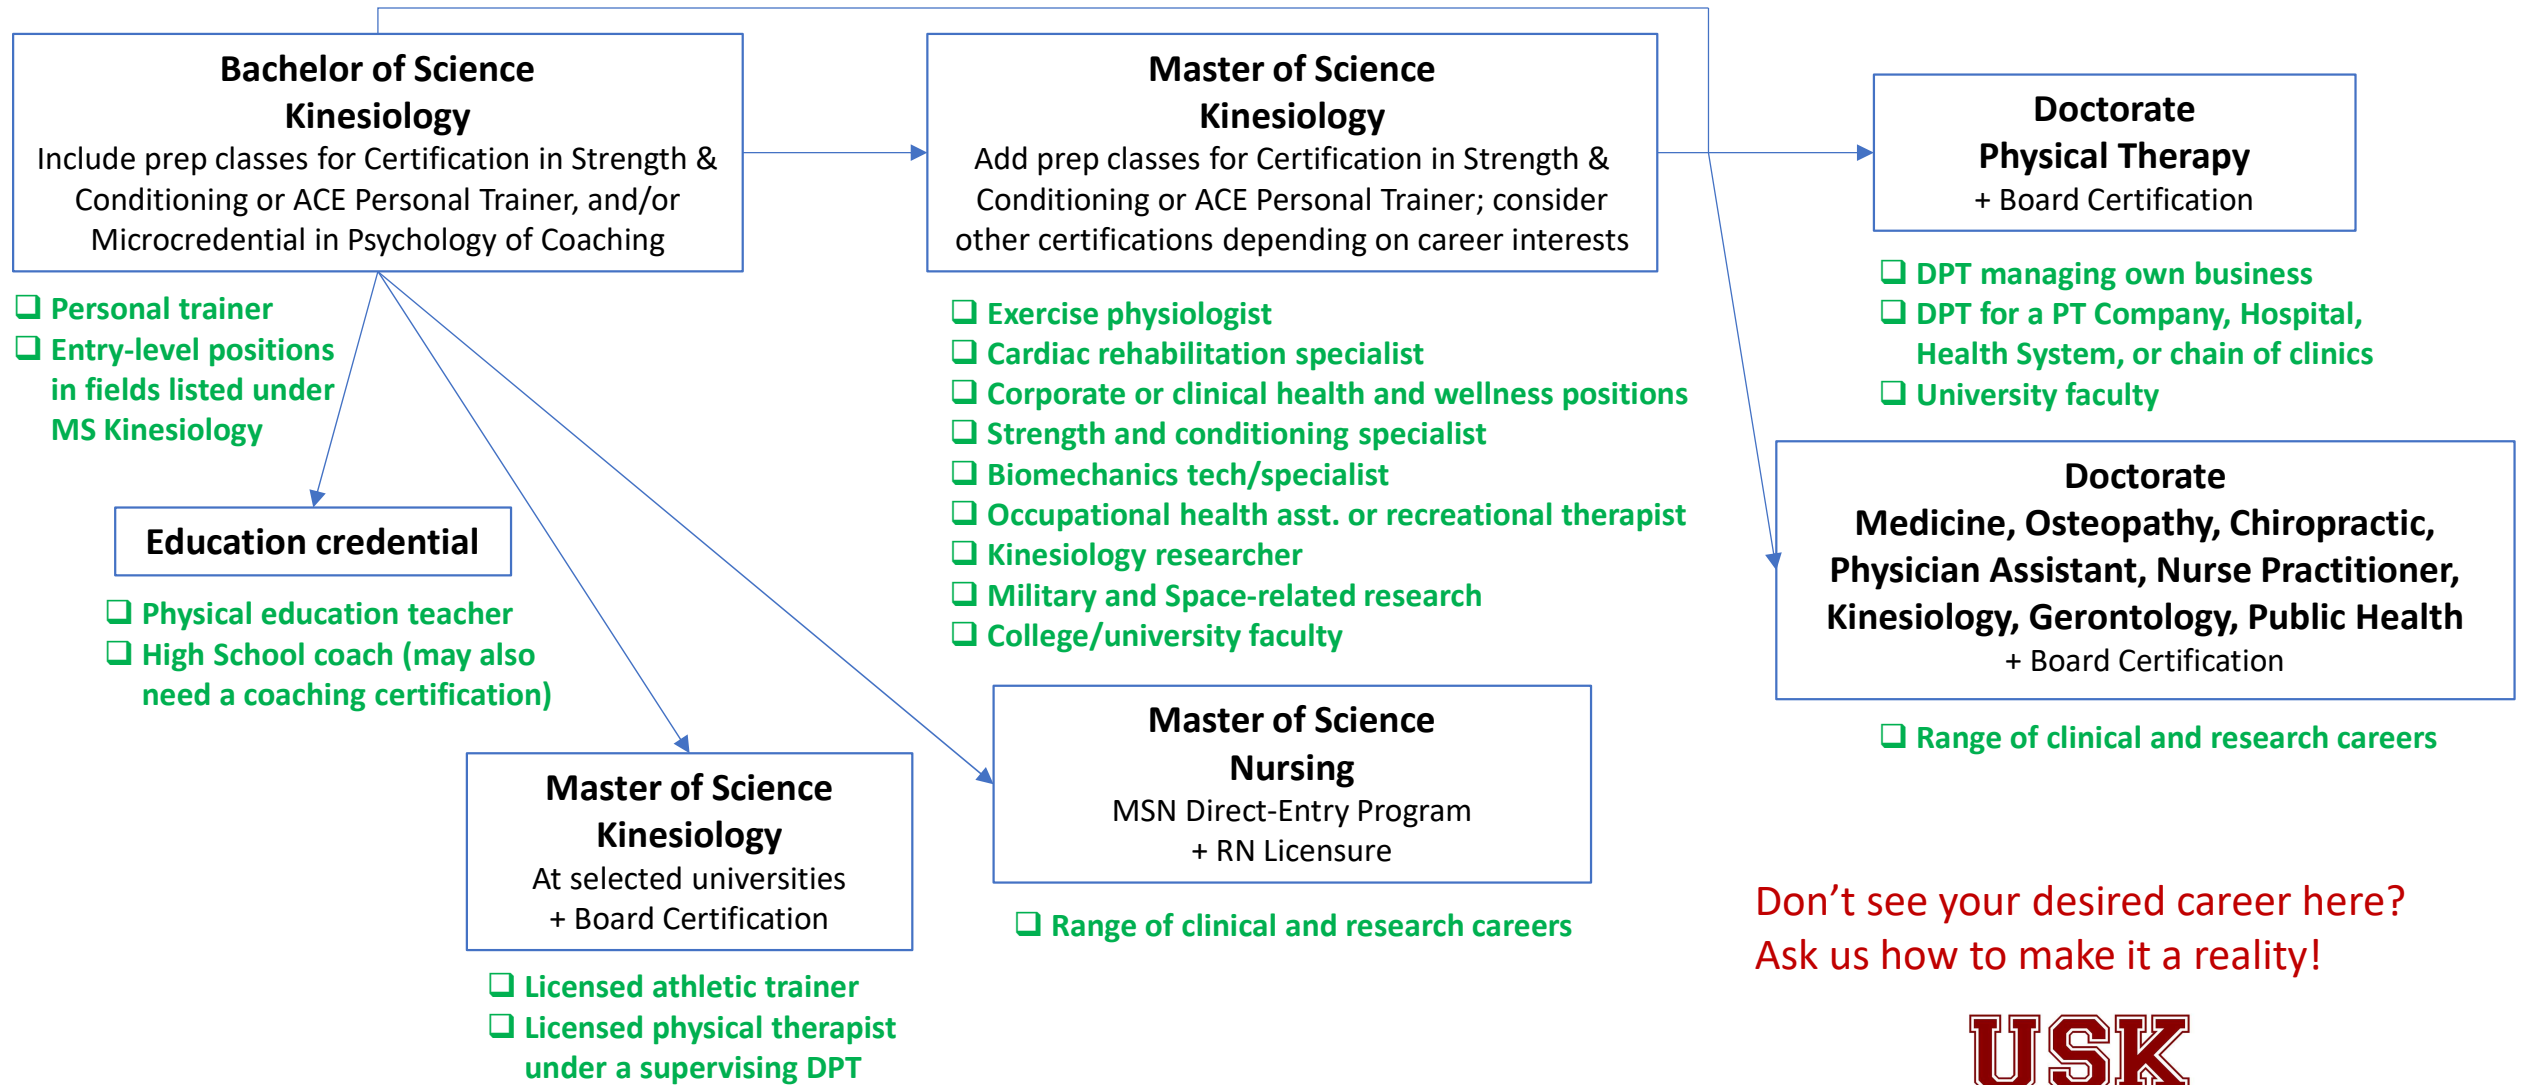 Bachelor of Science
Kinesiology
Include prep classes for Certification in Strength &
Conditioning or ACE Personal Trainer, and/or
Microcredential in Psychology of Coaching
❑ Personal trainer
❑ Entry-level positions
in fields listed under
MS Kinesiology
Education credential
❑ Physical education teacher
❑ High School coach (may also
need a coaching certification)
Master of Science
Kinesiology
At selected universities
+ Board Certification
❑ Licensed athletic trainer
❑ Licensed physical therapist
under a supervising DPT
Master of Science
Kinesiology
Add prep classes for Certification in Strength &
Conditioning or ACE Personal Trainer; consider
other certifications depending on career interests
❑ Exercise physiologist
❑ Cardiac rehabilitation specialist
❑ Corporate or clinical health and wellness positions
❑ Strength and conditioning specialist
❑ Biomechanics tech/specialist
❑ Occupational health asst. or recreational therapist
❑ Kinesiology researcher
❑ Military and Space-related research
❑ College/university faculty
Master of Science
Nursing
MSN Direct-Entry Program
+ RN Licensure
❑ Range of clinical and research careers
Doctorate
Physical Therapy
+ Board Certification
❑ DPT managing own business
❑ DPT for a PT Company, Hospital,
Health System, or chain of clinics
❑ University faculty
Doctorate
Medicine, Osteopathy, Chiropractic,
Physician Assistant, Nurse Practitioner,
Kinesiology, Gerontology, Public Health
+ Board Certification
❑ Range of clinical and research careers
Don’t see your desired career here?
Ask us how to make it a reality!
USK